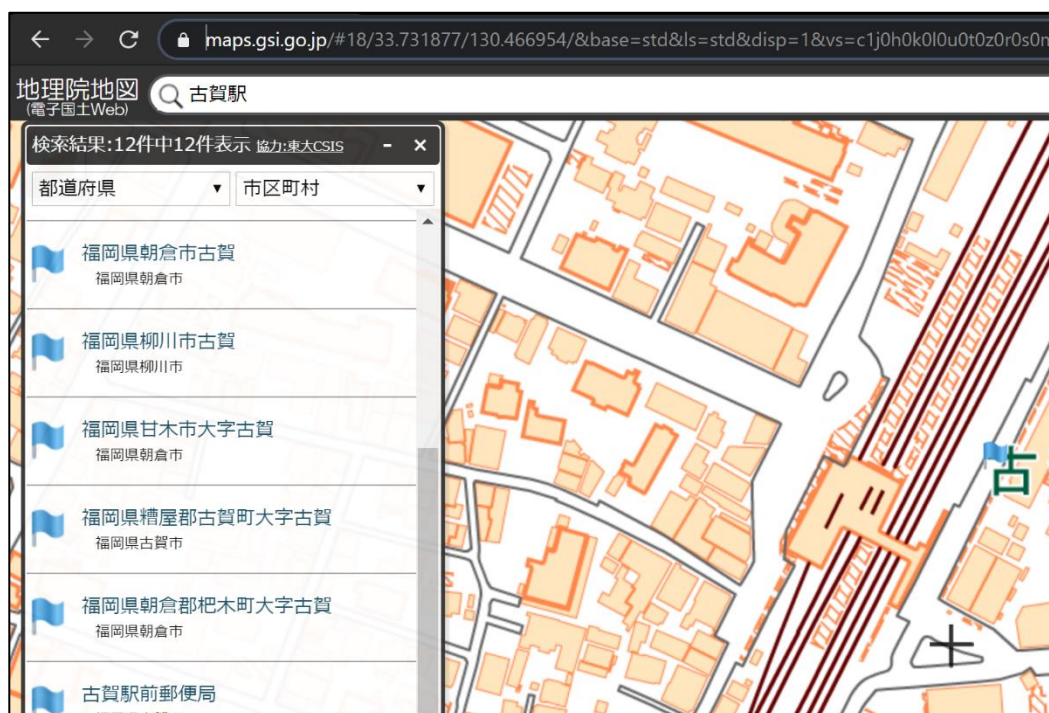 maps.gsi.go.jp/#18/33.731877/130.466954/&base=std&ls=std&disp=1&vs=c1j0h0k0l0u0t0z0r0s0m
地理院地図
(電子国土Web)
古賀駅
検索結果:12件中12件表示 協力:東大CSIS
都道府県 市区町村
福岡県朝倉市古賀
福岡県朝倉市
福岡県柳川市古賀
福岡県柳川市
福岡県甘木市大字古賀
福岡県朝倉市
福岡県糟屋郡古賀町大字古賀
福岡県古賀市
福岡県朝倉郡杷木町大字古賀
福岡県朝倉市
古賀駅前郵便局
古